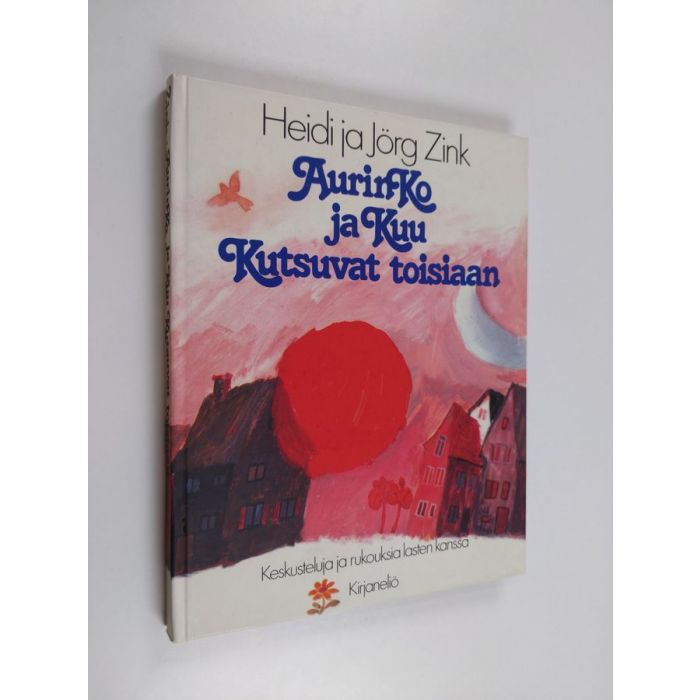 Heidi ja Jörg Zink
Aurinko
ja Kuu
Kutsuvat toisiaan
Keskusteluja ja rukouksia lasten kanssa
Kirjaneliö